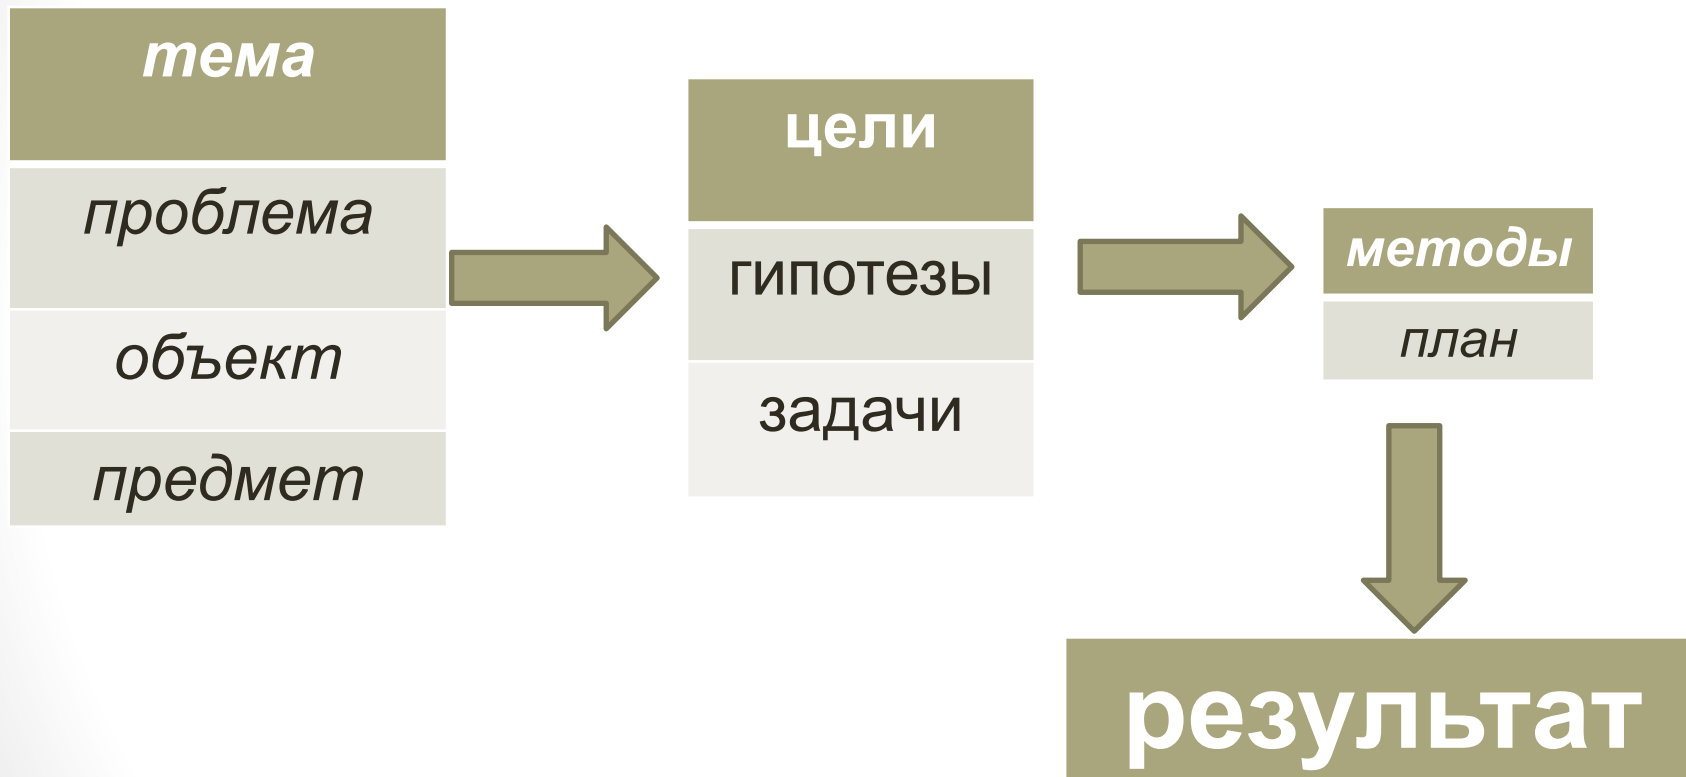 тема
проблема
объект
предмет
цели
гипотезы
задачи
методы
план
результат